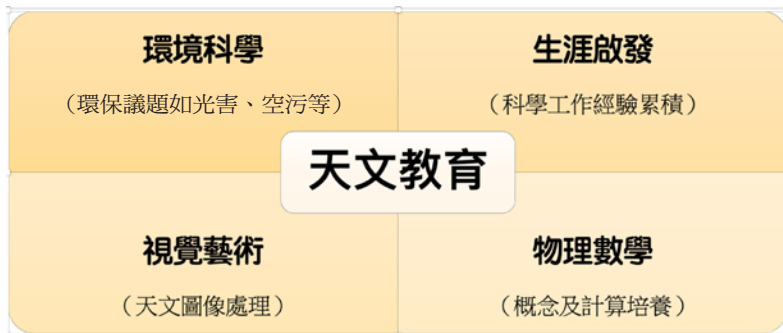 環境科學
（環保議題如光害、空污等）
生涯啟發
（科學工作經驗累積）
天文教育
視覺藝術
（天文圖像處理）
物理數學
（概念及計算培養）